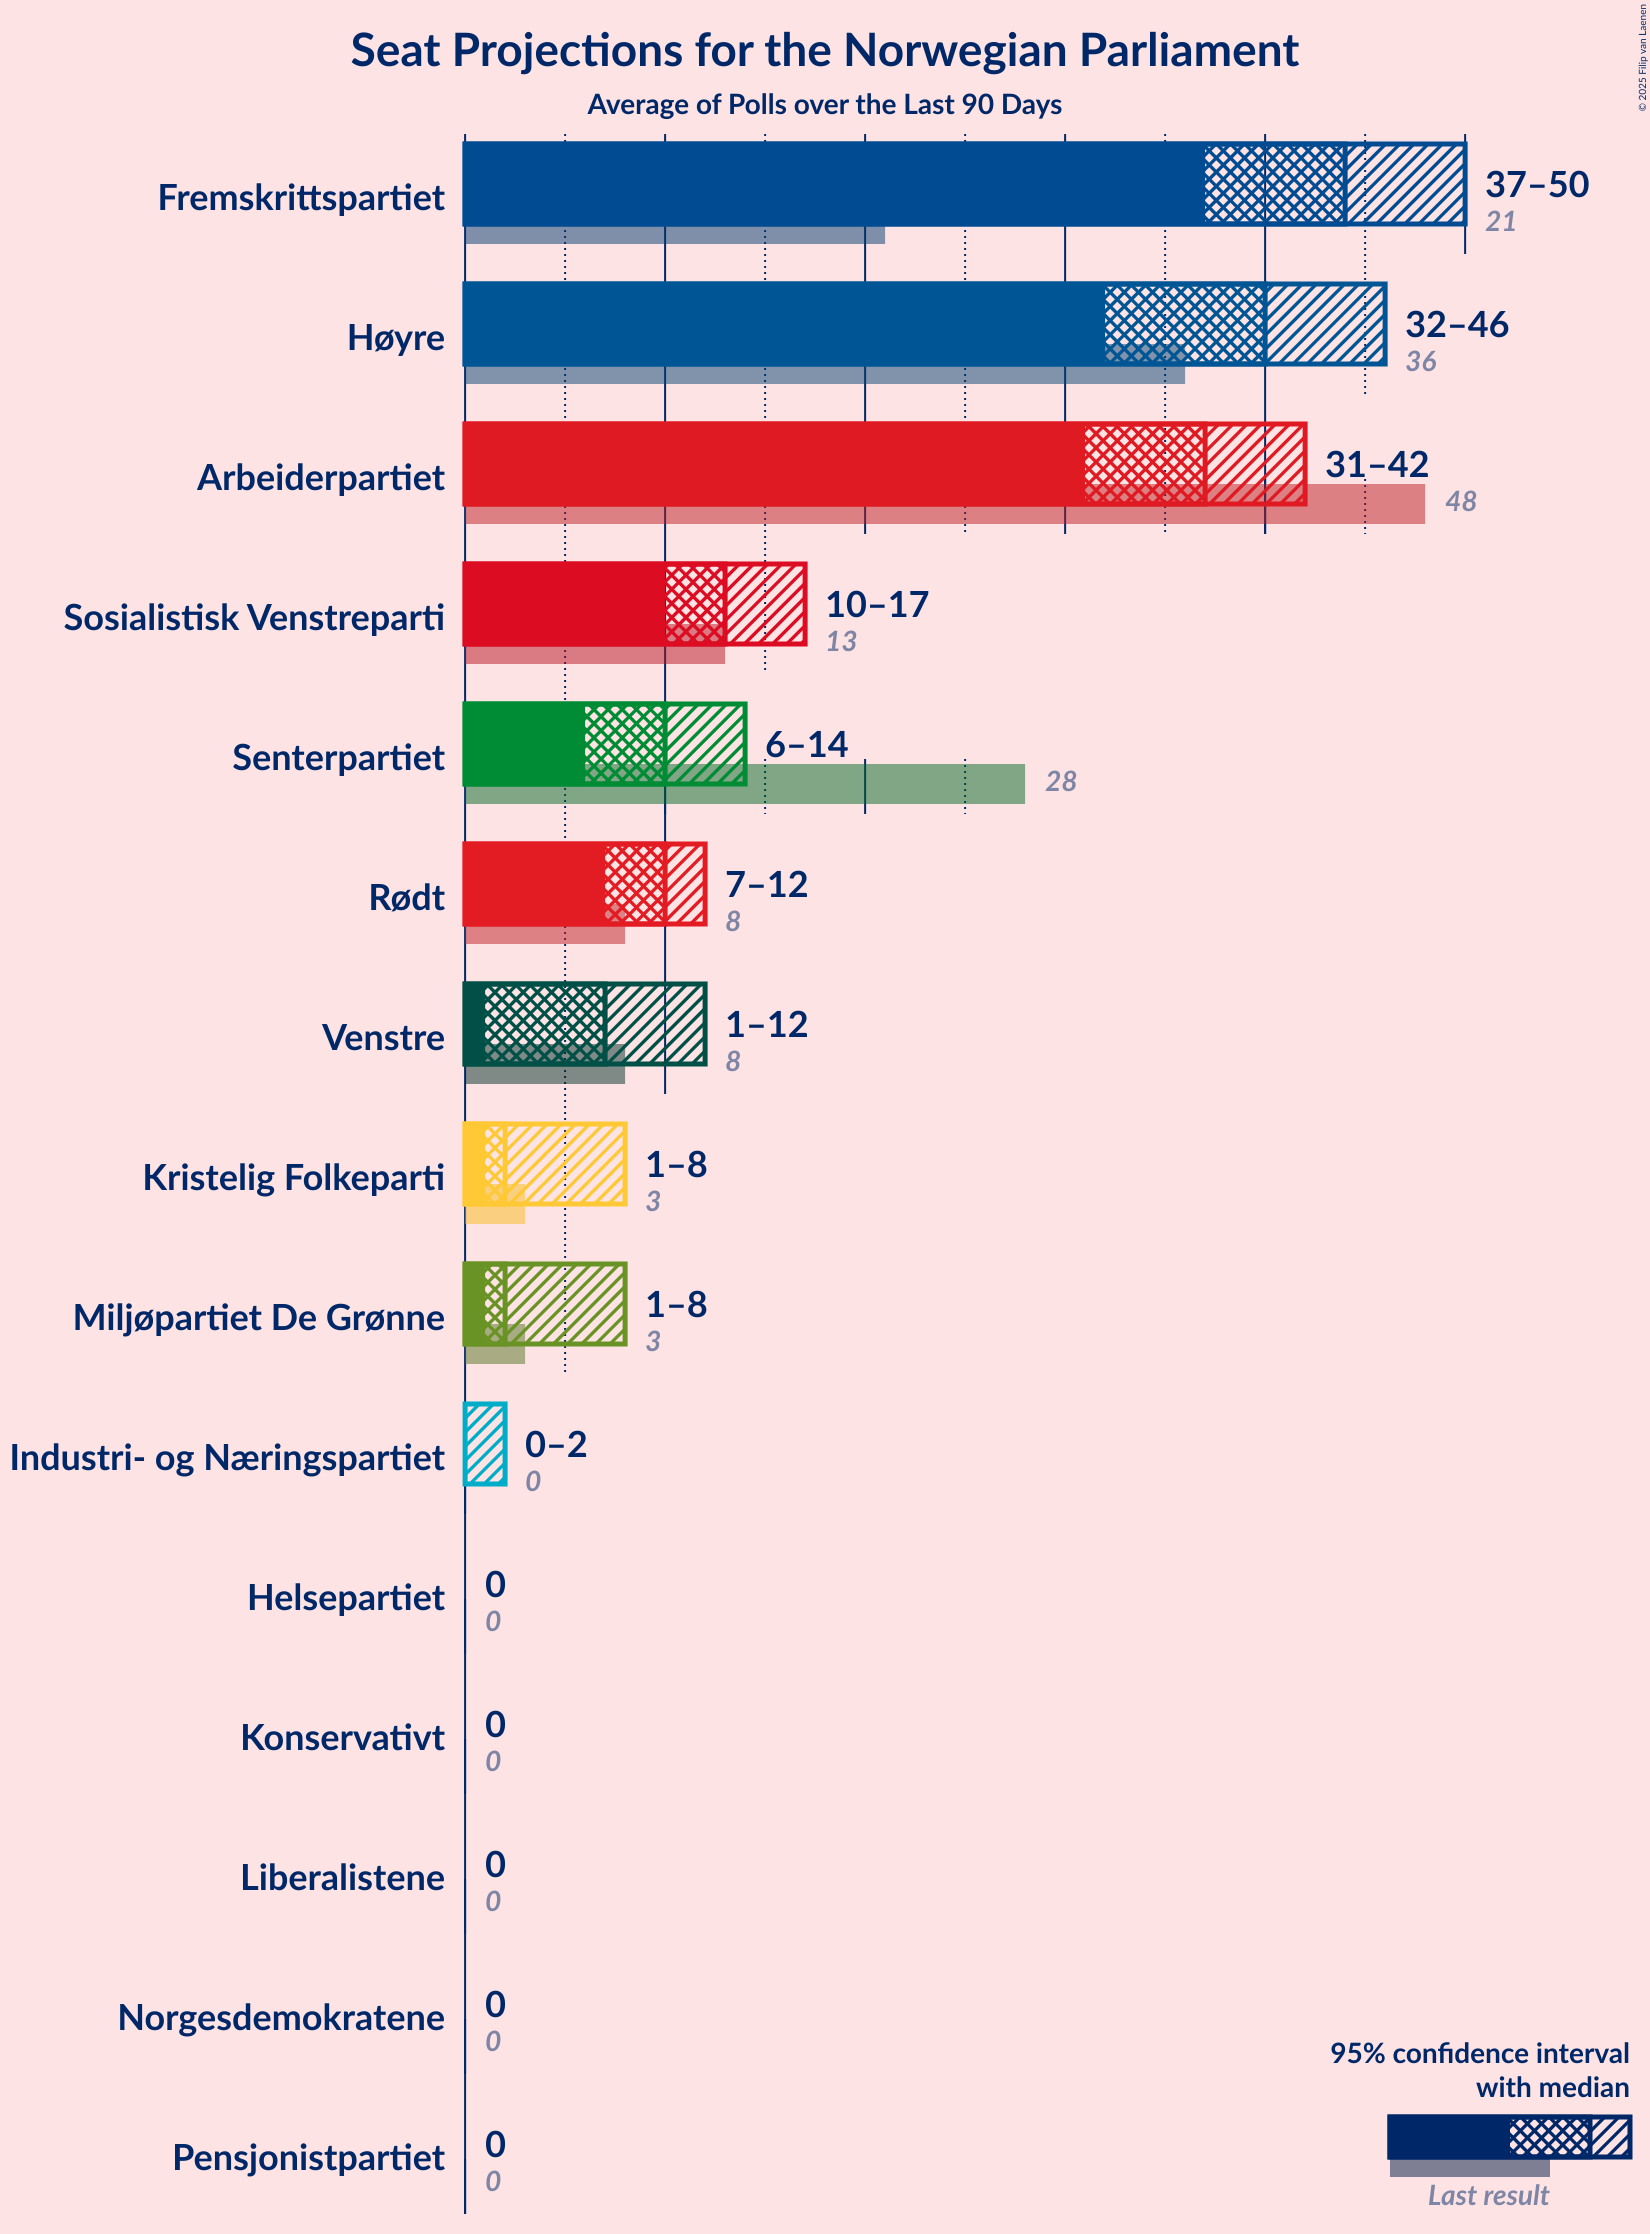 © 2025 Filip van Laenen
Seat Projections for the Norwegian Parliament
Average of Polls over the Last 90 Days
Fremskrittspartiet
37–50
21
Høyre
32–46
36
Arbeiderpartiet
31–42
48
Sosialistisk Venstreparti
10–17
13
Senterpartiet
6–14
28
Rødt
7–12
8
Venstre
1–12
8
Kristelig Folkeparti
1–8
3
Miljøpartiet De Grønne
1–8
3
Industri- og Næringspartiet
0–2
0
Helsepartiet
0
0
Konservativt
0
0
Liberalistene
0
0
Norgesdemokratene
0
0
Pensjonistpartiet
0
0
95% confidence interval
with median
Last result